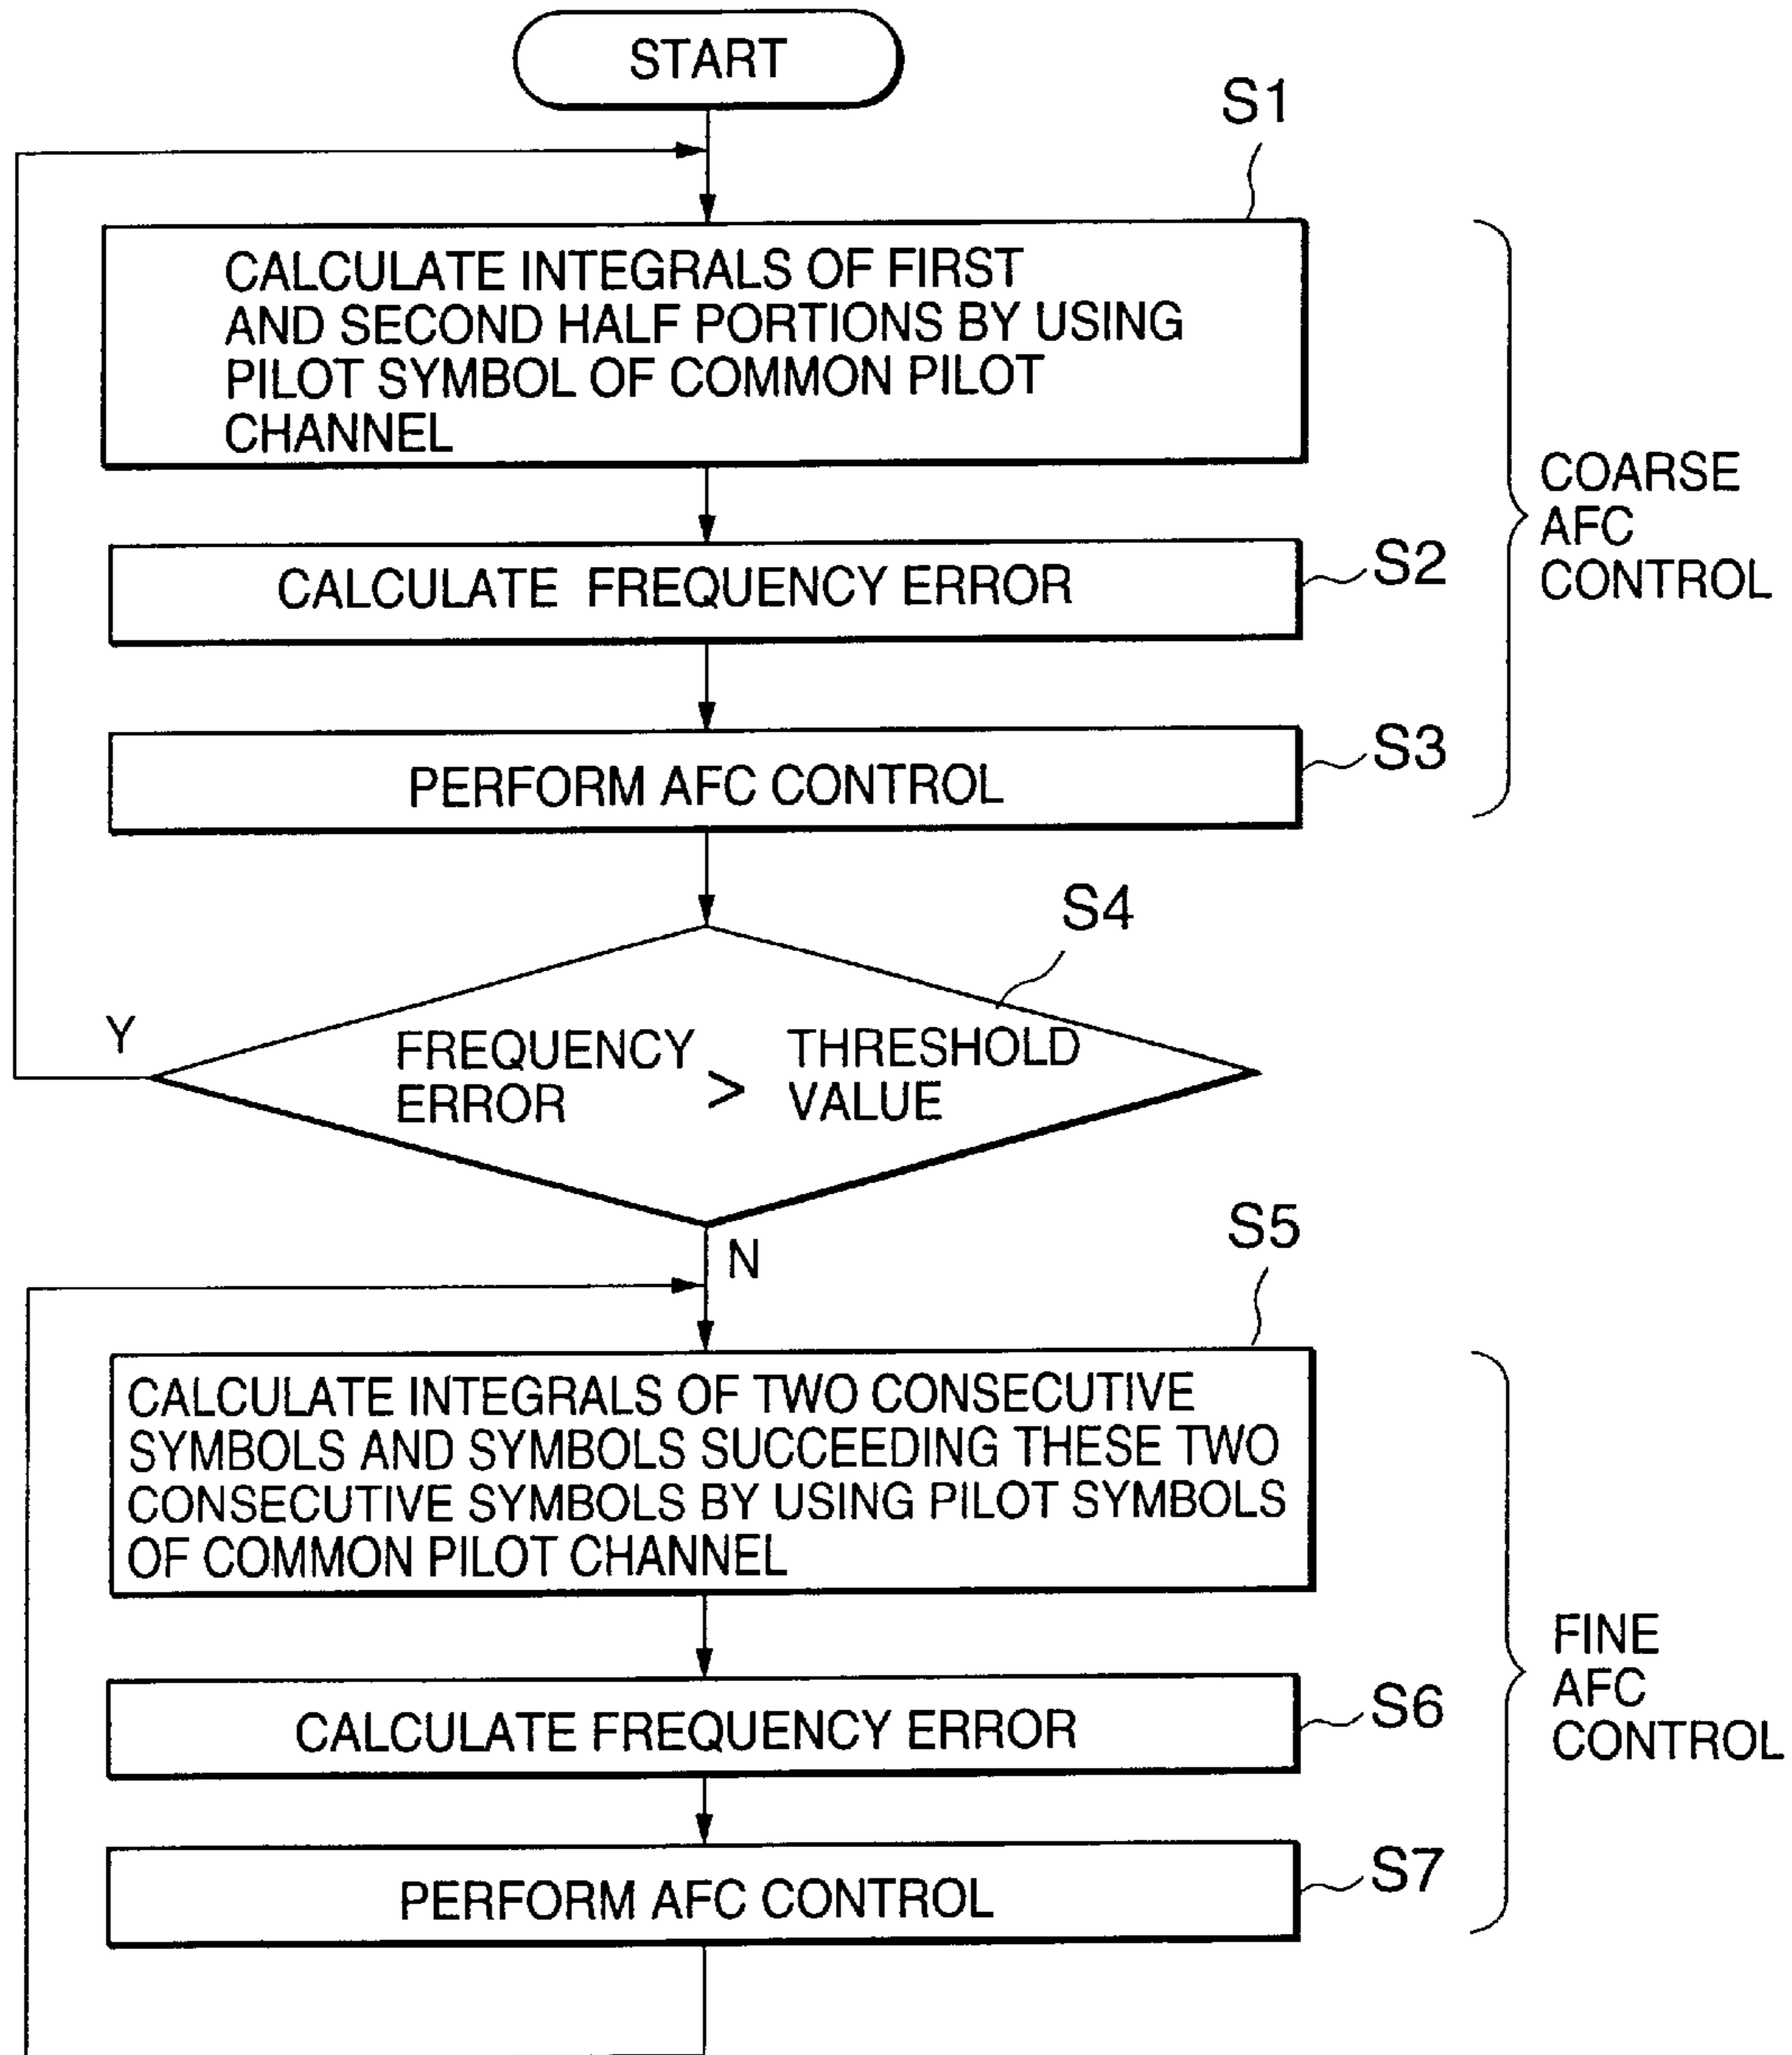 START
S1
CALCULATE INTEGRALS OF FIRST
AND SECOND HALF PORTIONS BY USING
PILOT SYMBOL OF COMMON PILOT
CHANNEL
COARSE
AFC
CONTROL
CALCULATE FREQUENCY ERROR
S2
PERFORM AFC CONTROL
S3
S4
Y
FREQUENCY
ERROR
>
THRESHOLD
VALUE
N
S5
CALCULATE INTEGRALS OF TWO CONSECUTIVE
SYMBOLS AND SYMBOLS SUCCEEDING THESE TWO
CONSECUTIVE SYMBOLS BY USING PILOT SYMBOLS
OF COMMON PILOT CHANNEL
FINE
AFC
CONTROL
CALCULATE FREQUENCY ERROR
S6
PERFORM AFC CONTROL
S7